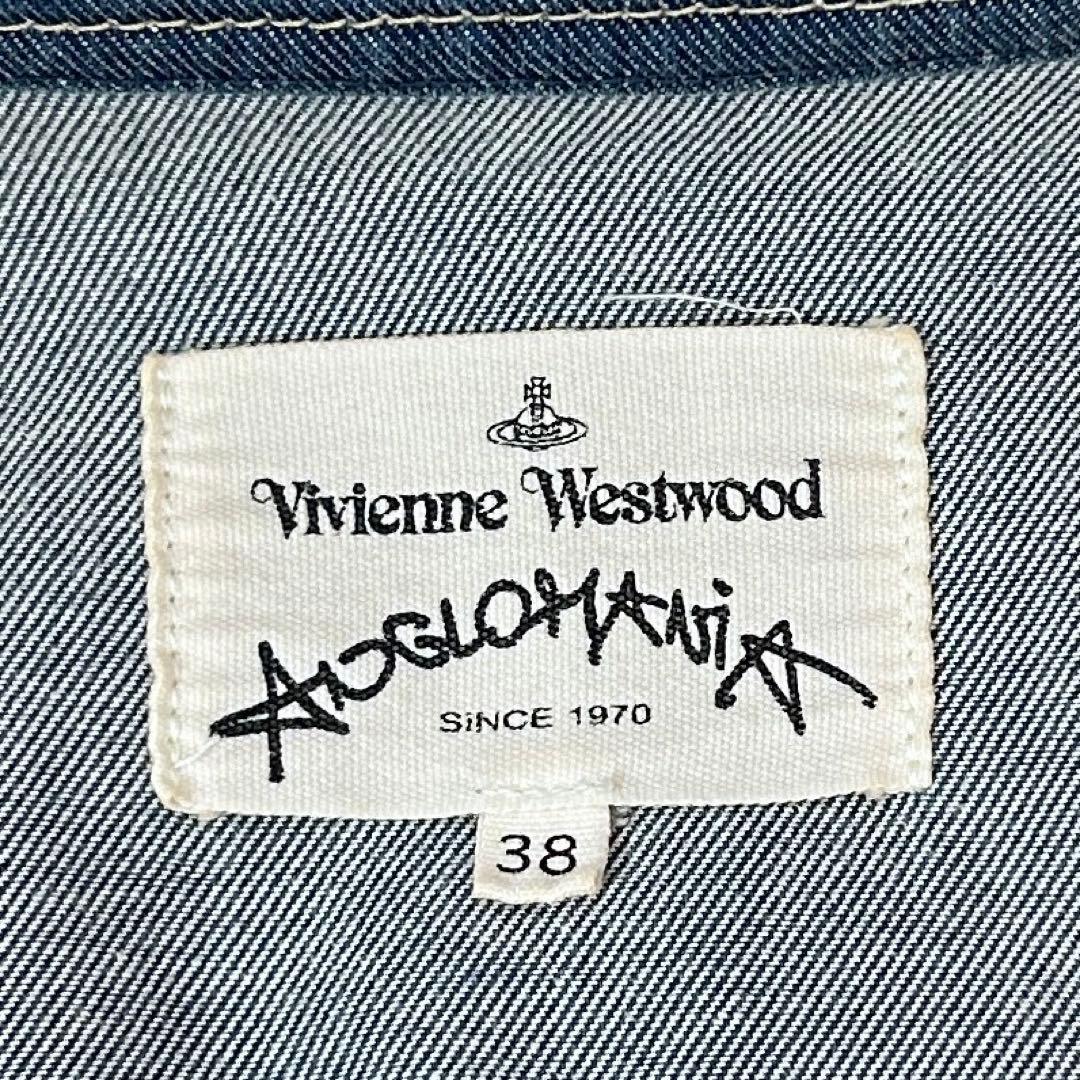 Vivienne Westwood
ANGLOMANiA
SiNCE 1970
38